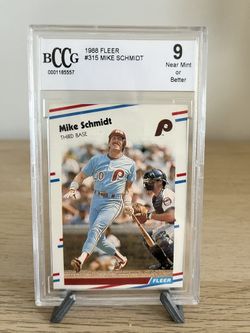 BCCG
0001185557
1988 FLEER
#315 MIKE SCHMIDT
9
Near Mint
or
Better
Mike Schmidt
THIRD BASE
P
FLEER